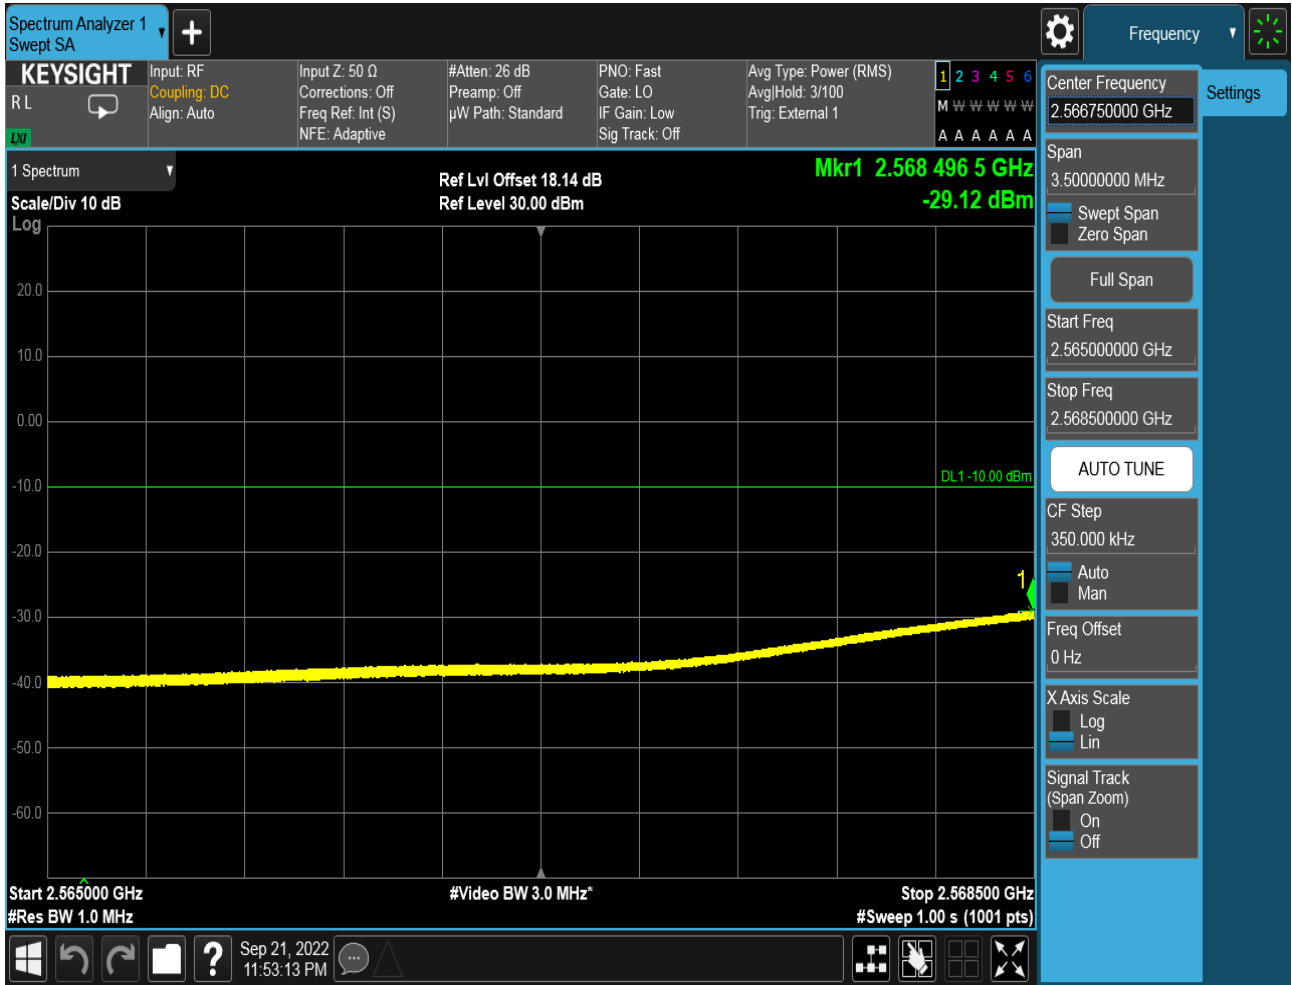 Spectrum Analyzer 1
Swept SA
Frequency
KEYSIGHT
R L
LXI
Input: RF
Coupling: DC
Align: Auto
Input Z: 50 Ω
Corrections: Off
Freq Ref: Int (S)
NFE: Adaptive
#Atten: 26 dB
Preamp: Off
µW Path: Standard
PNO: Fast
Gate: LO
IF Gain: Low
Sig Track: Off
Avg Type: Power (RMS)
Avg|Hold: 3/100
Trig: External 1
1 2 3 4 5 6
M W W W W W
A A A A A A
1 Spectrum
Scale/Div 10 dB
Log
Ref Lvl Offset 18.14 dB
Ref Level 30.00 dBm
Mkr1 2.568 496 5 GHz
-29.12 dBm
20.0
10.0
0.00
-10.0
-20.0
-30.0
-40.0
-50.0
-60.0
DL1 -10.00 dBm
1
Start 2.565000 GHz
#Res BW 1.0 MHz
#Video BW 3.0 MHz*
Stop 2.568500 GHz
#Sweep 1.00 s (1001 pts)
Sep 21, 2022
11:53:13 PM
?
Center Frequency
2.566750000 GHz
Settings
Span
3.50000000 MHz
Swept Span
Zero Span
Full Span
Start Freq
2.565000000 GHz
Stop Freq
2.568500000 GHz
AUTO TUNE
CF Step
350.000 kHz
Auto
Man
Freq Offset
0 Hz
X Axis Scale
Log
Lin
Signal Track
(Span Zoom)
On
Off